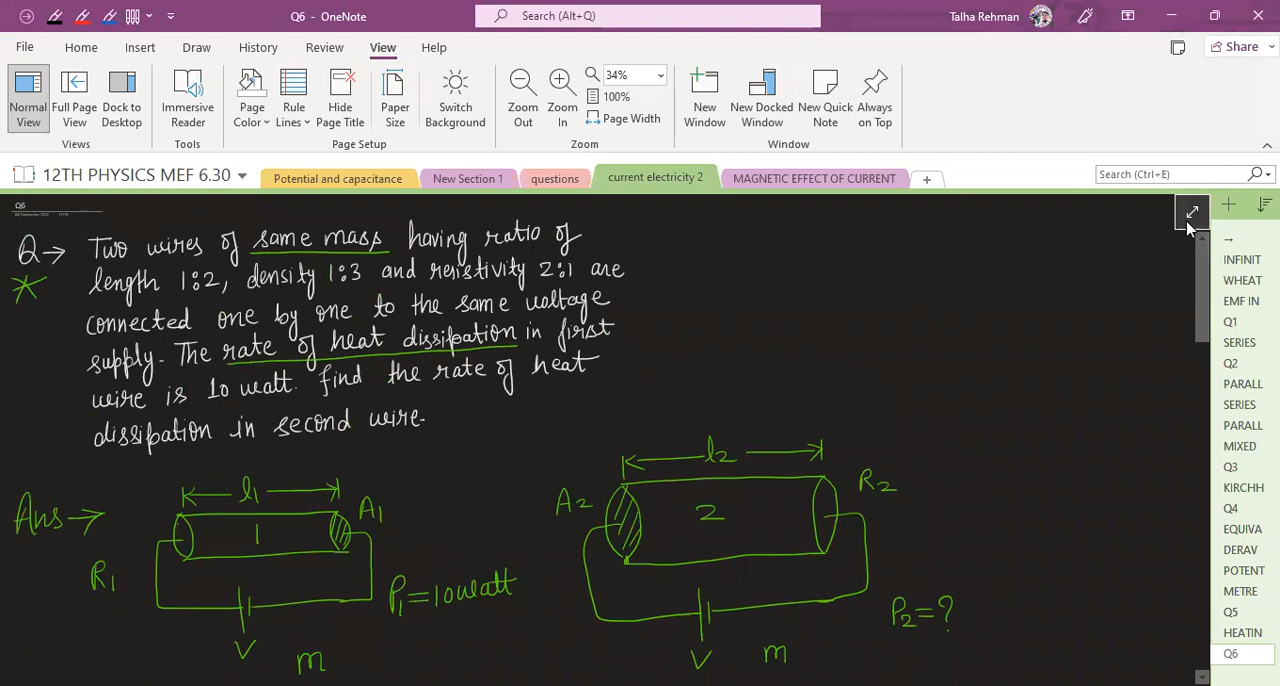 Q6 - OneNote
Search (Alt+Q)
Talha Rehman
File Home Insert Draw History Review View Help
Share
Normal View
Full Page View
Dock to Desktop
Immersive Reader
Page Color
Rule Lines
Hide Page Title
Paper Size
Switch Background
Zoom Out
Zoom In
34%
100%
Page Width
New Window
New Docked Window
New Quick Note
Always on Top
Views
Tools
Page Setup
Zoom
Window
12TH PHYSICS MEF 6.30
Potential and capacitance
New Section 1
questions
current electricity 2
MAGNETIC EFFECT OF CURRENT
Search (Ctrl+E)
Q6
Q→ Two wires of same mass having ratio of
length 1:2, density 1:3 and resistivity 2:1 are
connected one by one to the same voltage
supply. The rate of heat dissipation in first
wire is 10 watt. find the rate of heat
dissipation in second wire.
Ans→
l1
A1
1
R1
P1=10watt
V
m
l2
A2
R2
2
P2=?
V
m
→
INFINIT
WHEAT
EMF IN
Q1
SERIES
Q2
PARALL
SERIES
PARALL
MIXED
Q3
KIRCHH
Q4
EQUIVA
DERAV
POTENT
METRE
Q5
HEATIN
Q6